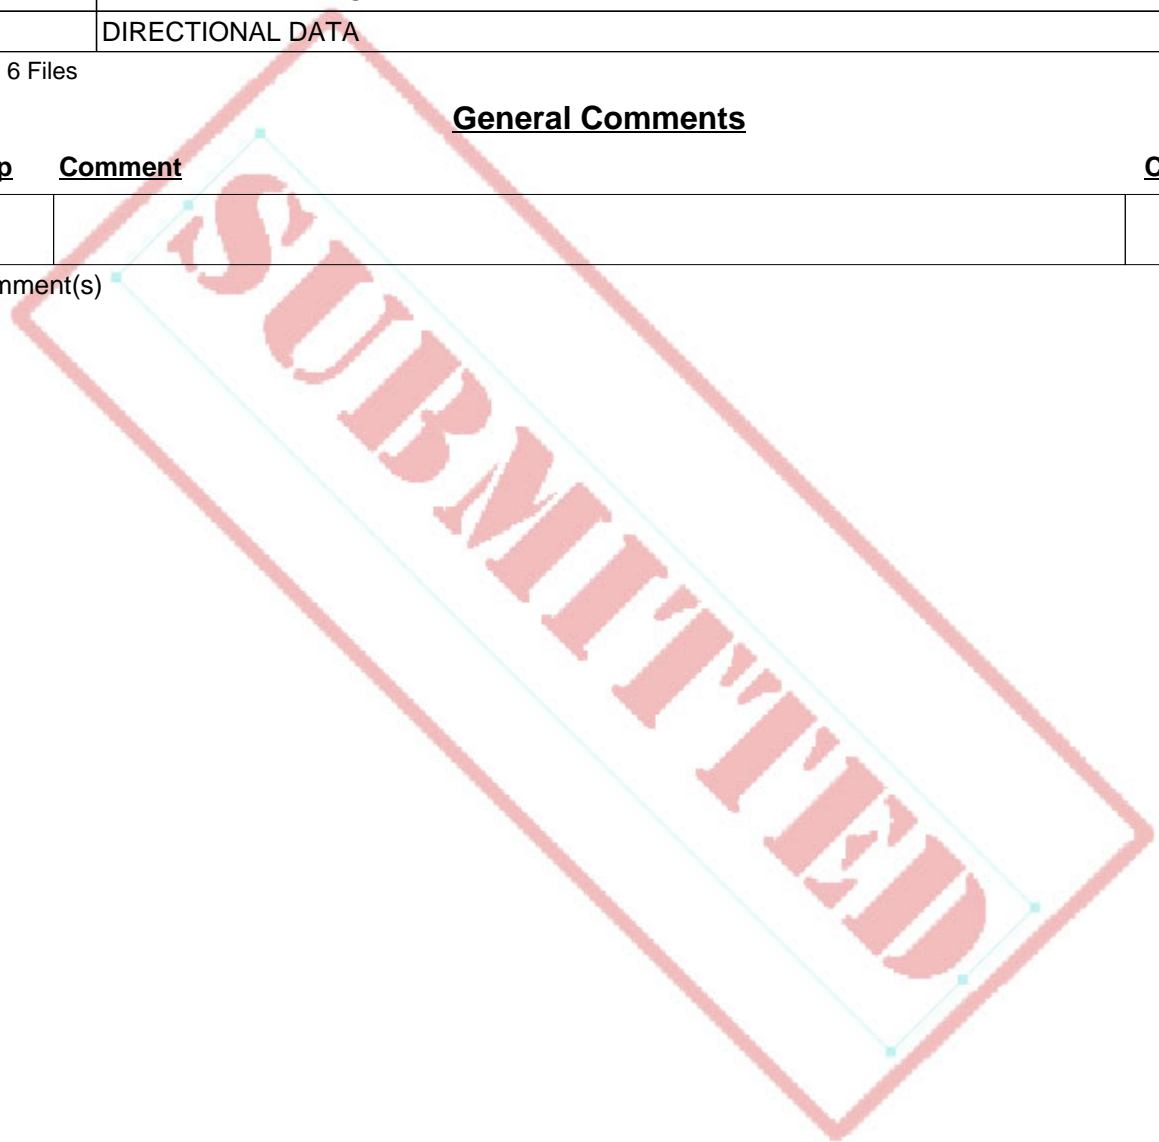 DIRECTIONAL DATA
6 Files
General Comments
p Comment C
mment(s)
SUBMITTED